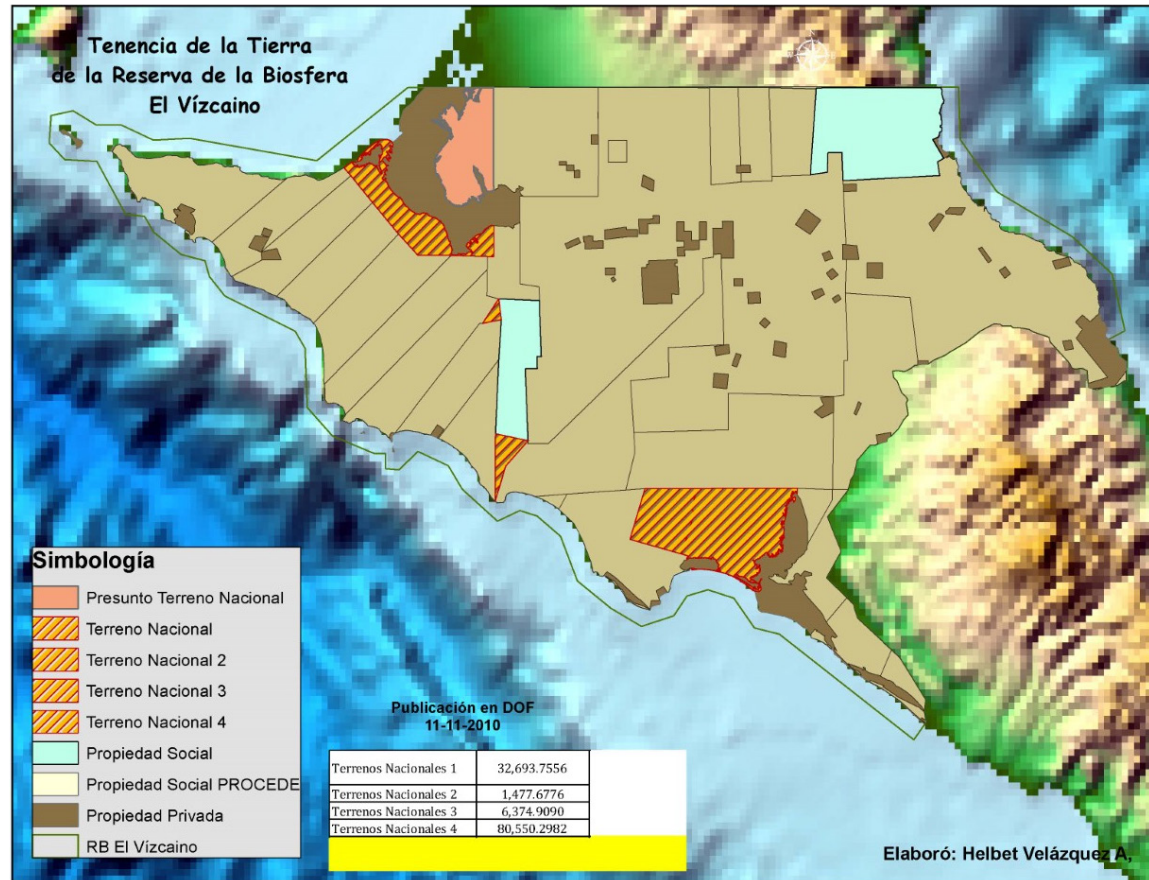 Tenencia de la Tierra
de la Reserva de la Biosfera
El Vízcaino
Simbología
Presunto Terreno Nacional
Terreno Nacional
Terreno Nacional 2
Terreno Nacional 3
Terreno Nacional 4
Propiedad Social
Propiedad Social PROCEDE
Propiedad Privada
RB El Vízcaino
Publicación en DOF
11-11-2010
Terrenos Nacionales 1 32,693.7556
Terrenos Nacionales 2 1,477.6776
Terrenos Nacionales 3 6,374.9090
Terrenos Nacionales 4 80,550.2982
Elaboró: Helbet Velázquez A,